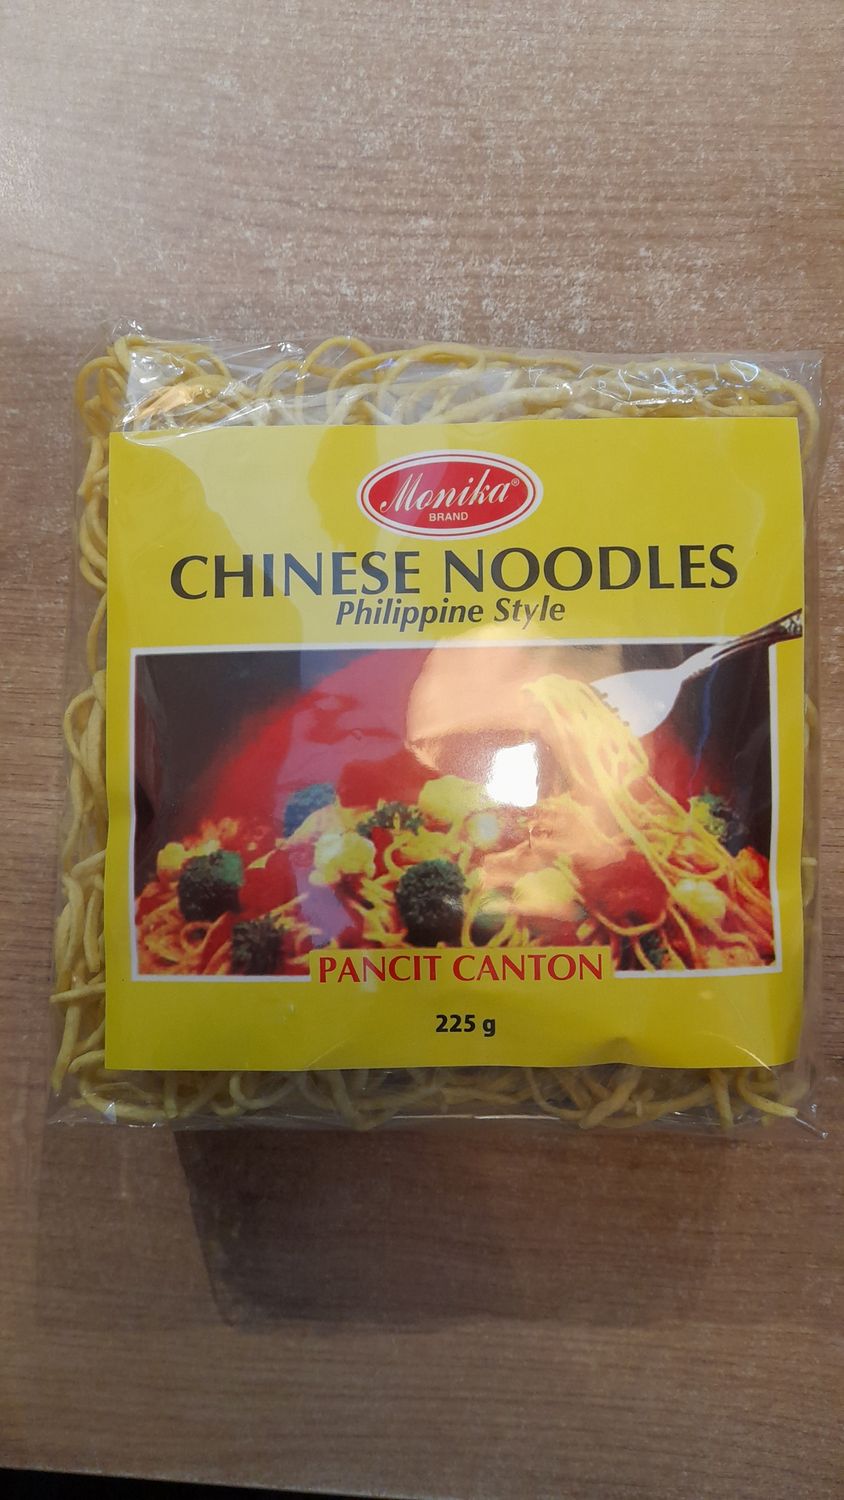 Monika®
BRAND
CHINESE NOODLES
Philippine Style
PANCIT CANTON
225 g